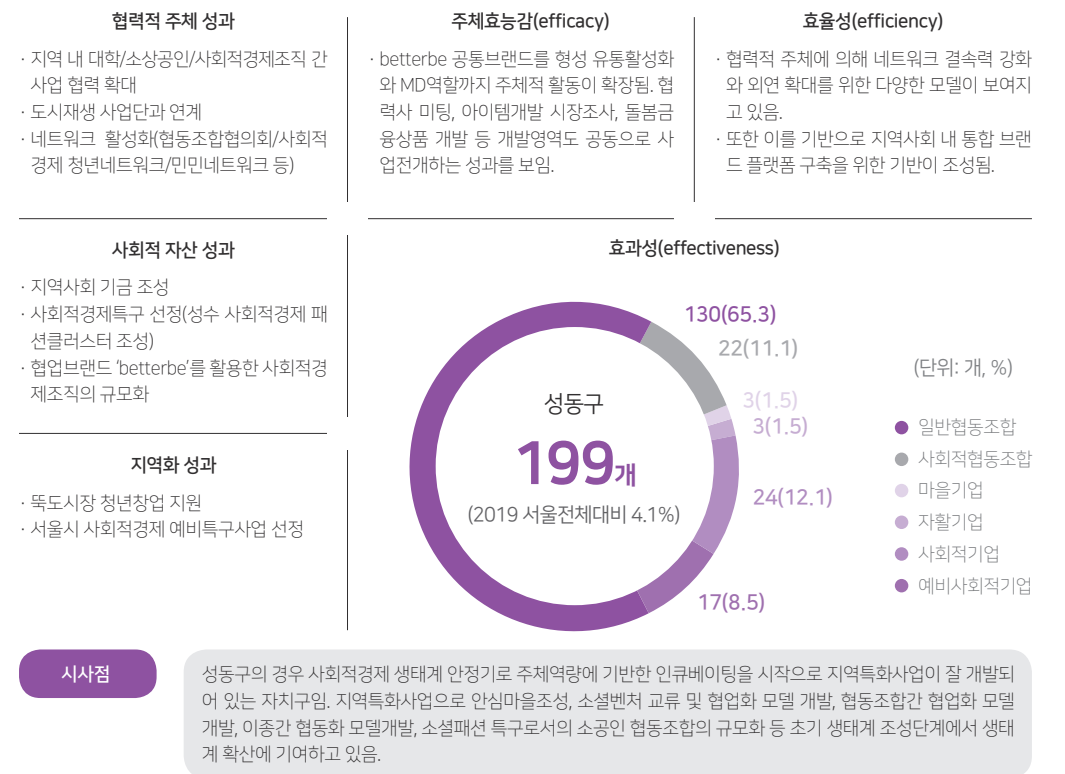 협력적 주체 성과
· 지역 내 대학/소상공인/사회적경제조직 간
사업 협력 확대
· 도시재생 사업단과 연계
· 네트워크 활성화(협동조합협의회/사회적
경제 청년네트워크/민민네트워크 등)
주체효능감(efficacy)
· betterbe 공통브랜드를 형성 유통활성화
와 MD역할까지 주체적 활동이 확장됨. 협
력사 미팅, 아이템개발 시장조사, 돌봄금
융상품 개발 등 개발영역도 공동으로 사
업전개하는 성과를 보임.
효율성(efficiency)
· 협력적 주체에 의해 네트워크 결속력 강화
와 외연 확대를 위한 다양한 모델이 보여지
고 있음.
· 또한 이를 기반으로 지역사회 내 통합 브랜
드 플랫폼 구축을 위한 기반이 조성됨.
사회적 자산 성과
· 지역사회 기금 조성
· 사회적경제특구 선정(성수 사회적경제 패
션클러스터 조성)
· 협업브랜드 ‘betterbe’를 활용한 사회적경
제조직의 규모화
지역화 성과
· 뚝도시장 청년창업 지원
· 서울시 사회적경제 예비특구사업 선정
효과성(effectiveness)
130(65.3)
22(11.1)
3(1.5)
3(1.5)
24(12.1)
17(8.5)
성동구
199개
(2019 서울전체대비 4.1%)
(단위: 개, %)
일반협동조합
사회적협동조합
마을기업
자활기업
사회적기업
예비사회적기업
시사점
성동구의 경우 사회적경제 생태계 안정기로 주체역량에 기반한 인큐베이팅을 시작으로 지역특화사업이 잘 개발되
어 있는 자치구임. 지역특화사업으로 안심마을조성, 소셜벤처 교류 및 협업화 모델 개발, 협동조합간 협업화 모델
개발, 이종간 협동화 모델개발, 소셜패션 특구로서의 소공인 협동조합의 규모화 등 초기 생태계 조성단계에서 생태
계 확산에 기여하고 있음.